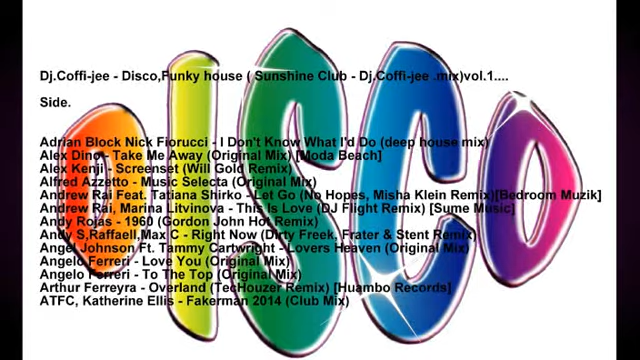 Dj.Coffi-jee - Disco,Funky house ( Sunshine Club - Dj.Coffi-jee .mix)vol.1....
Side.
Adrian Block Nick Fiorucci - I Don't Know What I'd Do (deep house mix)
Alex Dino - Take Me Away (Original Mix) [Moda Beach]
Alex Kenji - Screenset (Will Gold Remix)
Alfred Azzetto - Music Selecta (Original Mix)
Andrew Rai Feat. Tatiana Shirko - Let Go (No Hopes, Misha Klein Remix)[Bedroom Muzik]
Andrew Rai, Marina Litvinova - This Is Love (DJ Flight Remix) [Sume Music]
Andy Rojas - 1960 (Gordon John Hot Remix)
Andy S,Raffaell,Max C - Right Now (Dirty Freek. Frater & Stent Remix)
Angel Johnson Ft. Tammy Cartwright - Lovers Heaven (Original Mix)
Angelo Ferreri - Love You (Original Mix)
Angelo Ferreri - To The Top (Original Mix)
Arthur Ferreyra - Overland (TecHouzer Remix) [Huambo Records]
ATFC, Katherine Ellis - Fakerman 2014 (Club Mix)
DISCO